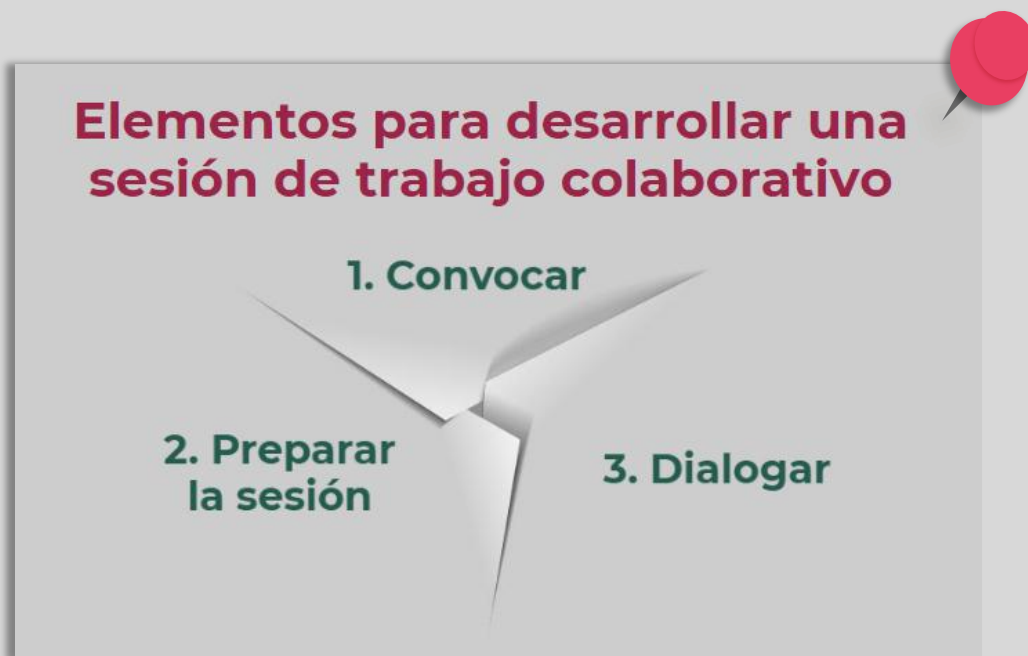 Elementos para desarrollar una
sesión de trabajo colaborativo
1. Convocar
2. Preparar
la sesión
3. Dialogar